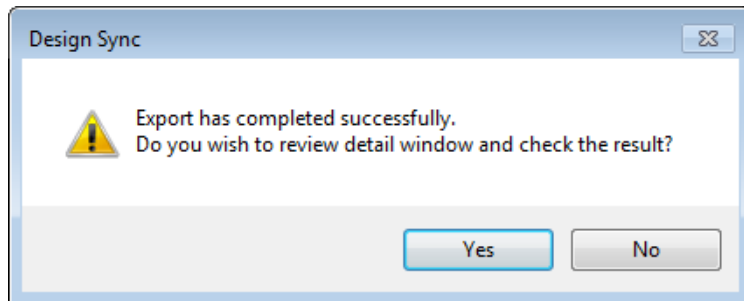 Design Sync
Export has completed successfully.
Do you wish to review detail window and check the result?
Yes
No